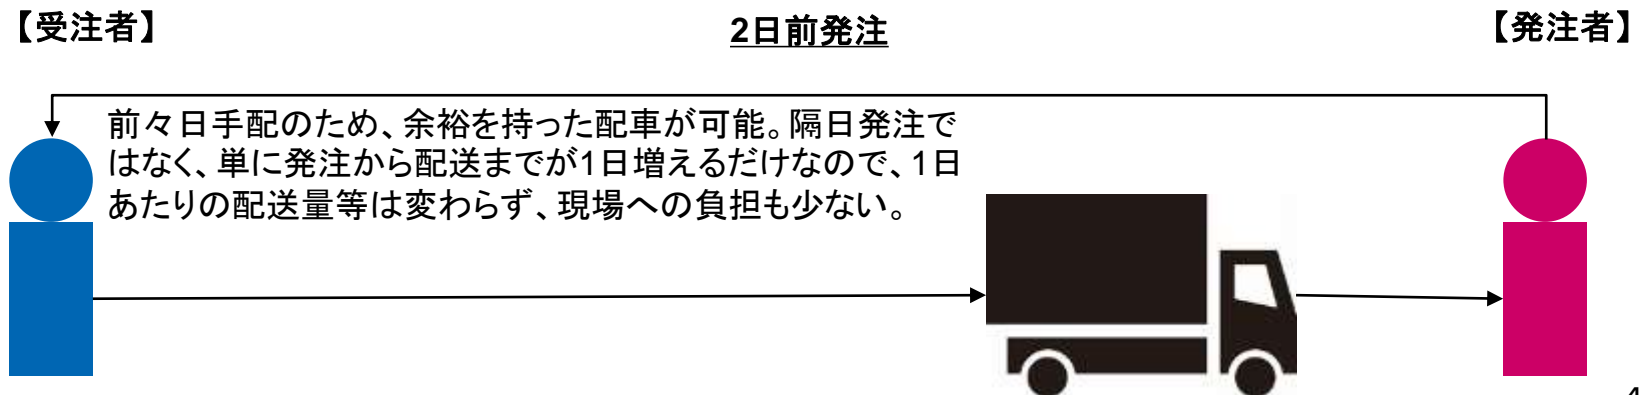 【受注者】
2日前発注
【発注者】
前々日手配のため、余裕を持った配車が可能。隔日発注で
はなく、単に発注から配送までが1日増えるだけなので、1日
あたりの配送量等は変わらず、現場への負担も少ない。